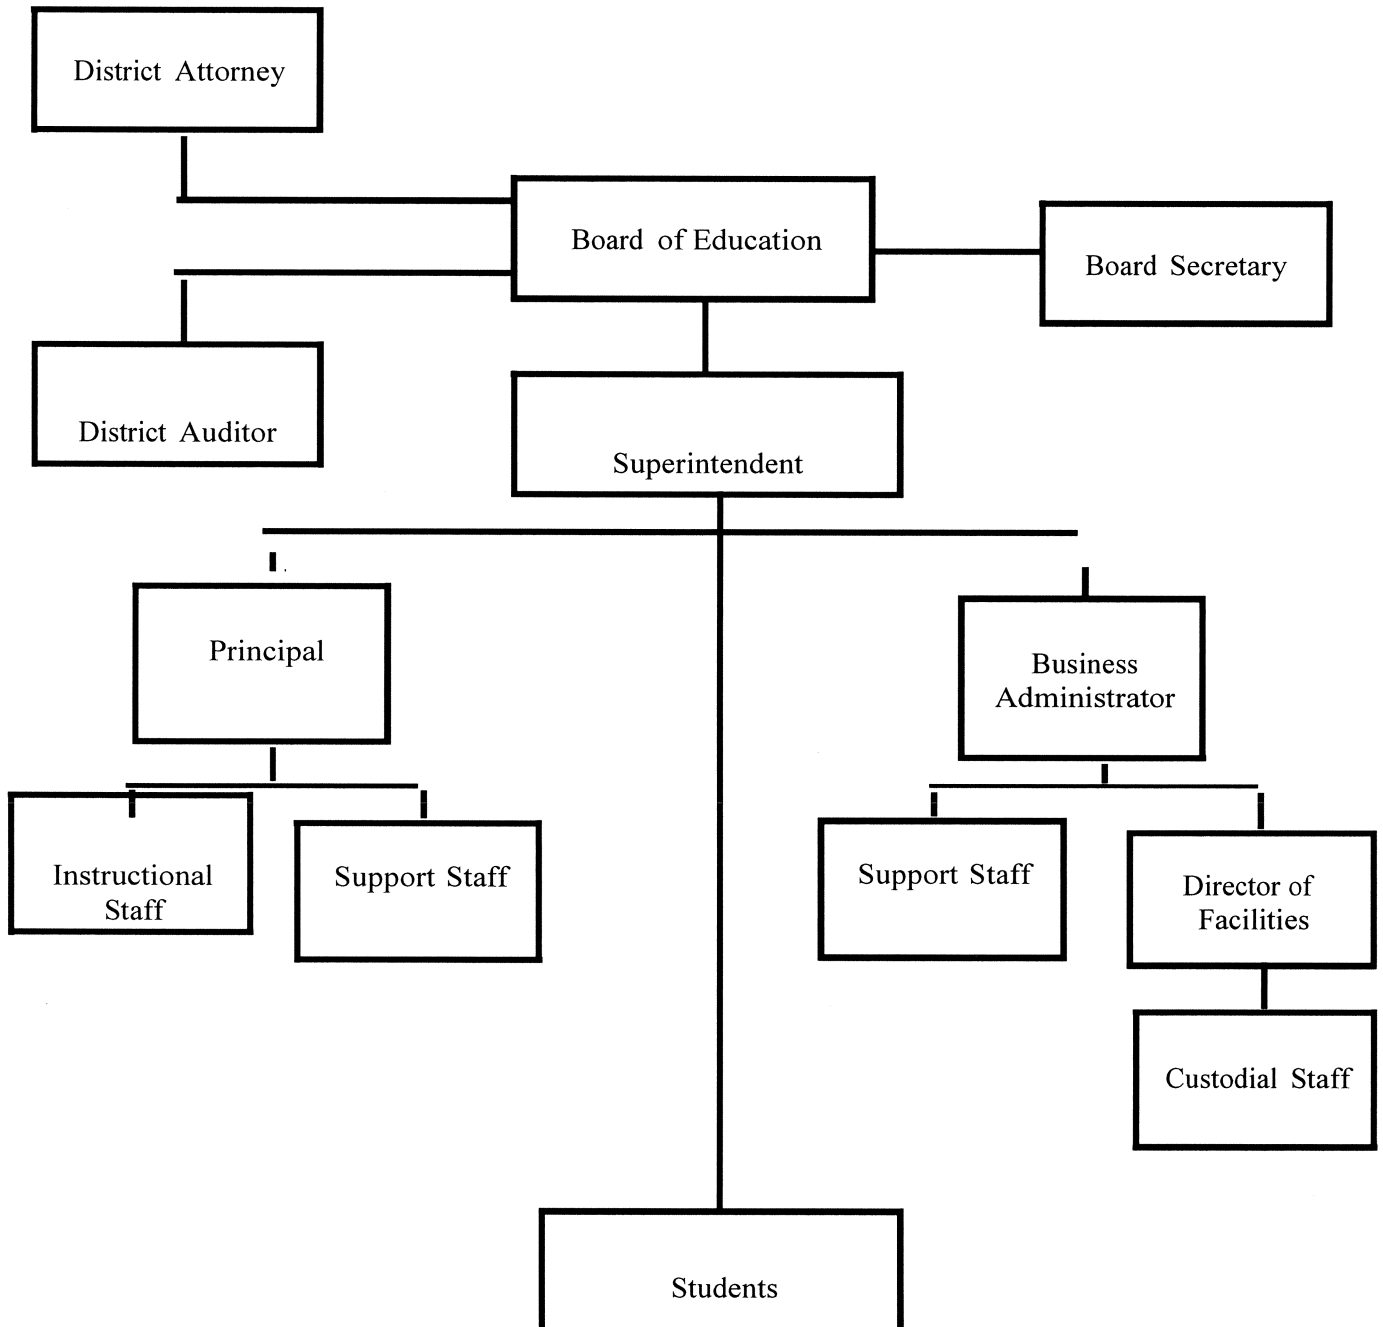 District Attorney
Board of Education
Board Secretary
District Auditor
Superintendent
Principal
Business
Administrator
Instructional
Staff
Support Staff
Support Staff
Director of
Facilities
Custodial Staff
Students